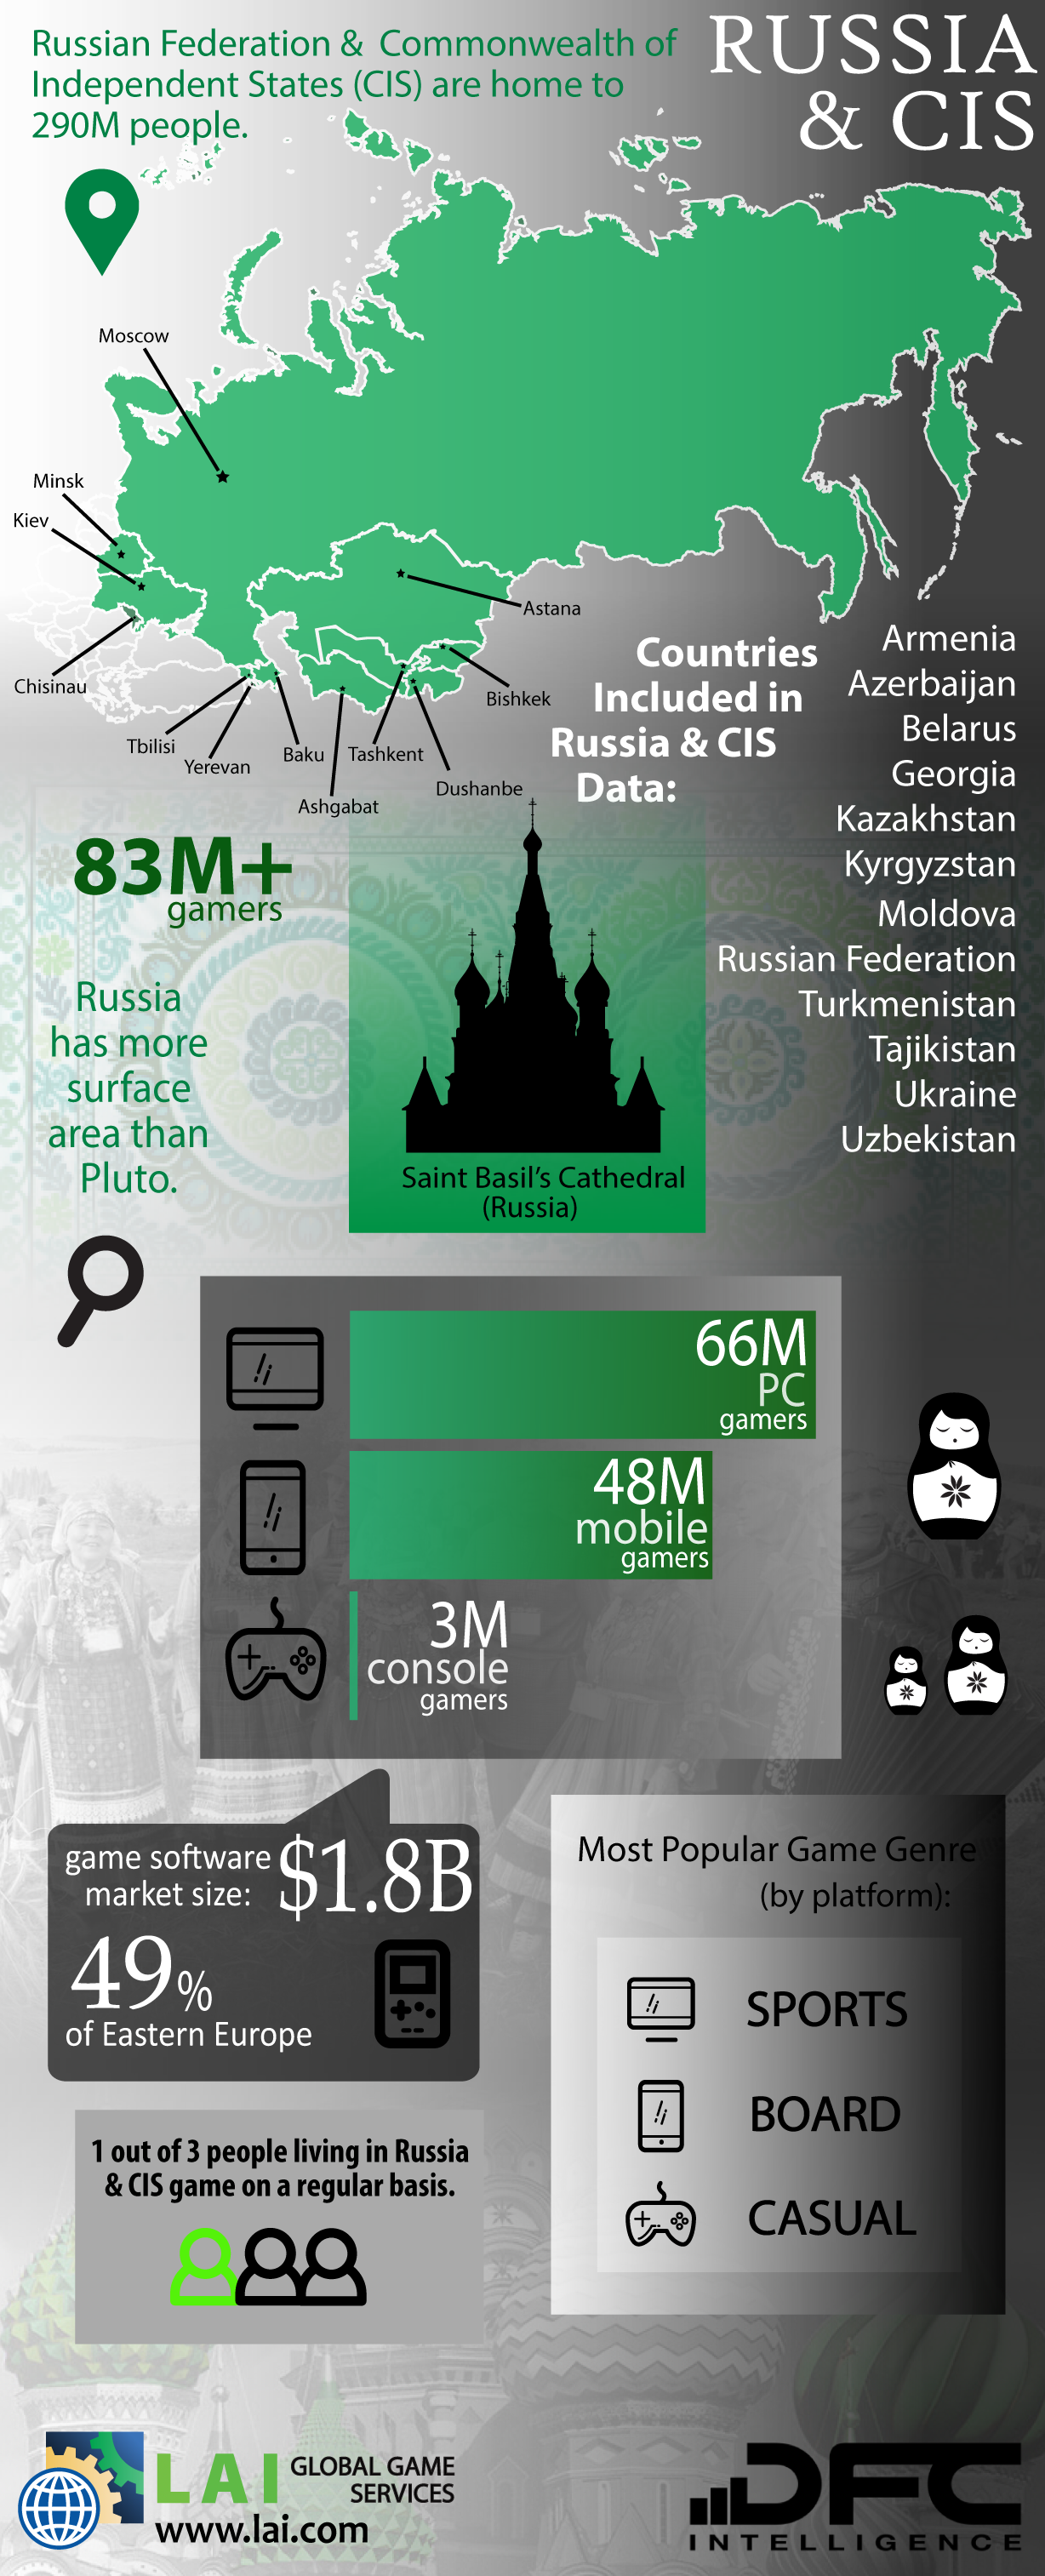 Russian Federation & Commonwealth of
Independent States (CIS) are home to
290M people.
RUSSIA
& CIS
Moscow
Minsk
Kiev
Astana
Chisinau
Bishkek
Tbilisi
Yerevan
Baku
Tashkent
Dushanbe
Ashgabat
Countries
Included in
Russia & CIS
Data:
Armenia
Azerbaijan
Belarus
Georgia
Kazakhstan
Kyrgyzstan
Moldova
Russian Federation
Turkmenistan
Tajikistan
Ukraine
Uzbekistan
83M+
gamers
Russia
has more
surface
area than
Pluto.
Saint Basil's Cathedral
(Russia)
66M
PC
gamers
48M
mobile
gamers
3M
console
gamers
game software
market size:
$1.8B
49%
of Eastern Europe
Most Popular Game Genre
(by platform):
SPORTS
BOARD
CASUAL
1 out of 3 people living in Russia
& CIS game on a regular basis.
LAI
GLOBAL GAME
SERVICES
www.lai.com
DFC
INTELLIGENCE